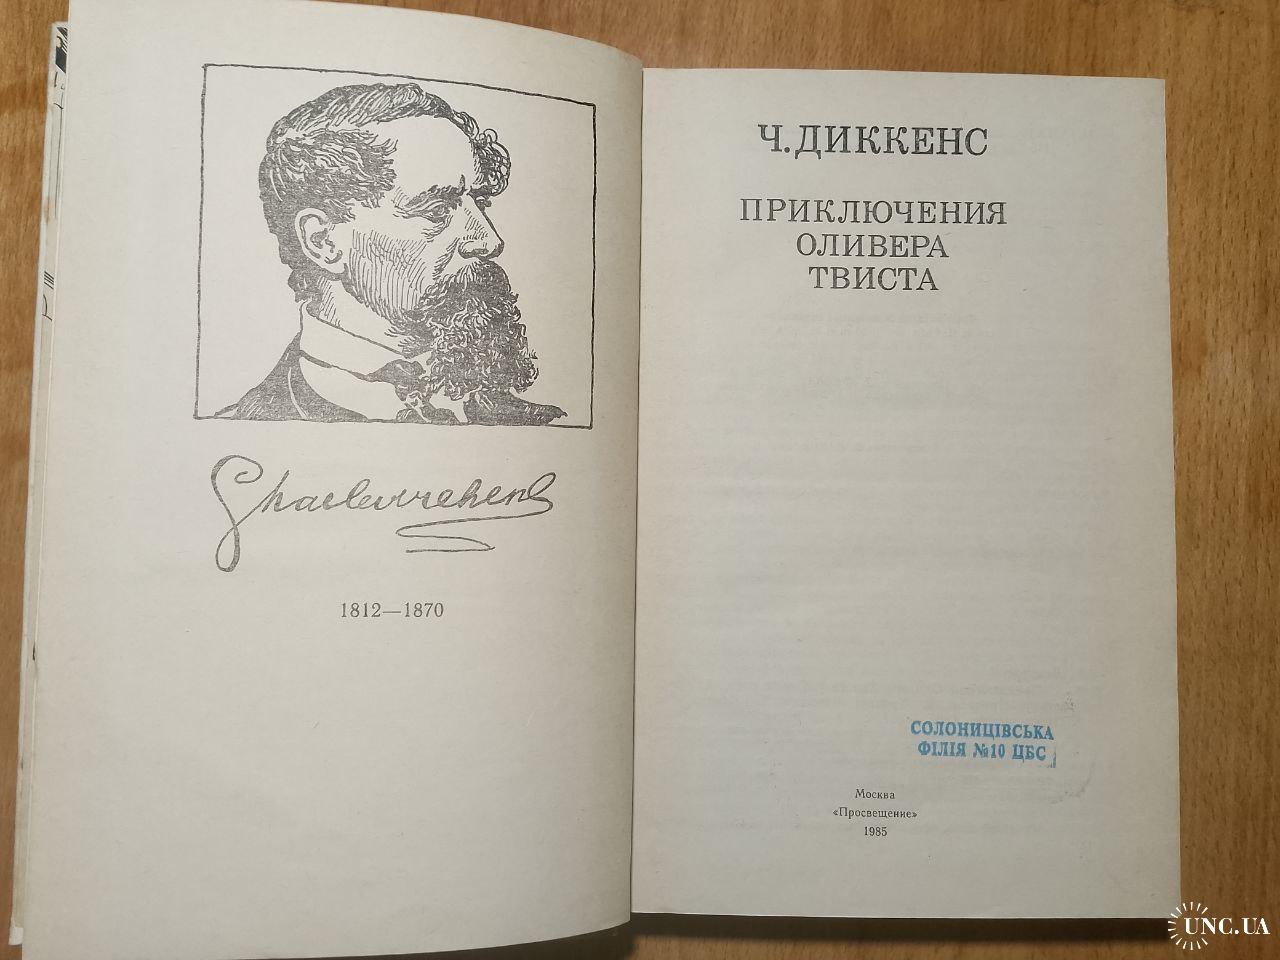 1812—1870
Ч. ДИККЕНС
ПРИКЛЮЧЕНИЯ
ОЛИВЕРА
ТВИСТА
СОЛОНИЦІВСЬКА
ФІЛІЯ №10 ЦБС
Москва
«Просвещение»
1985
UNC.UA